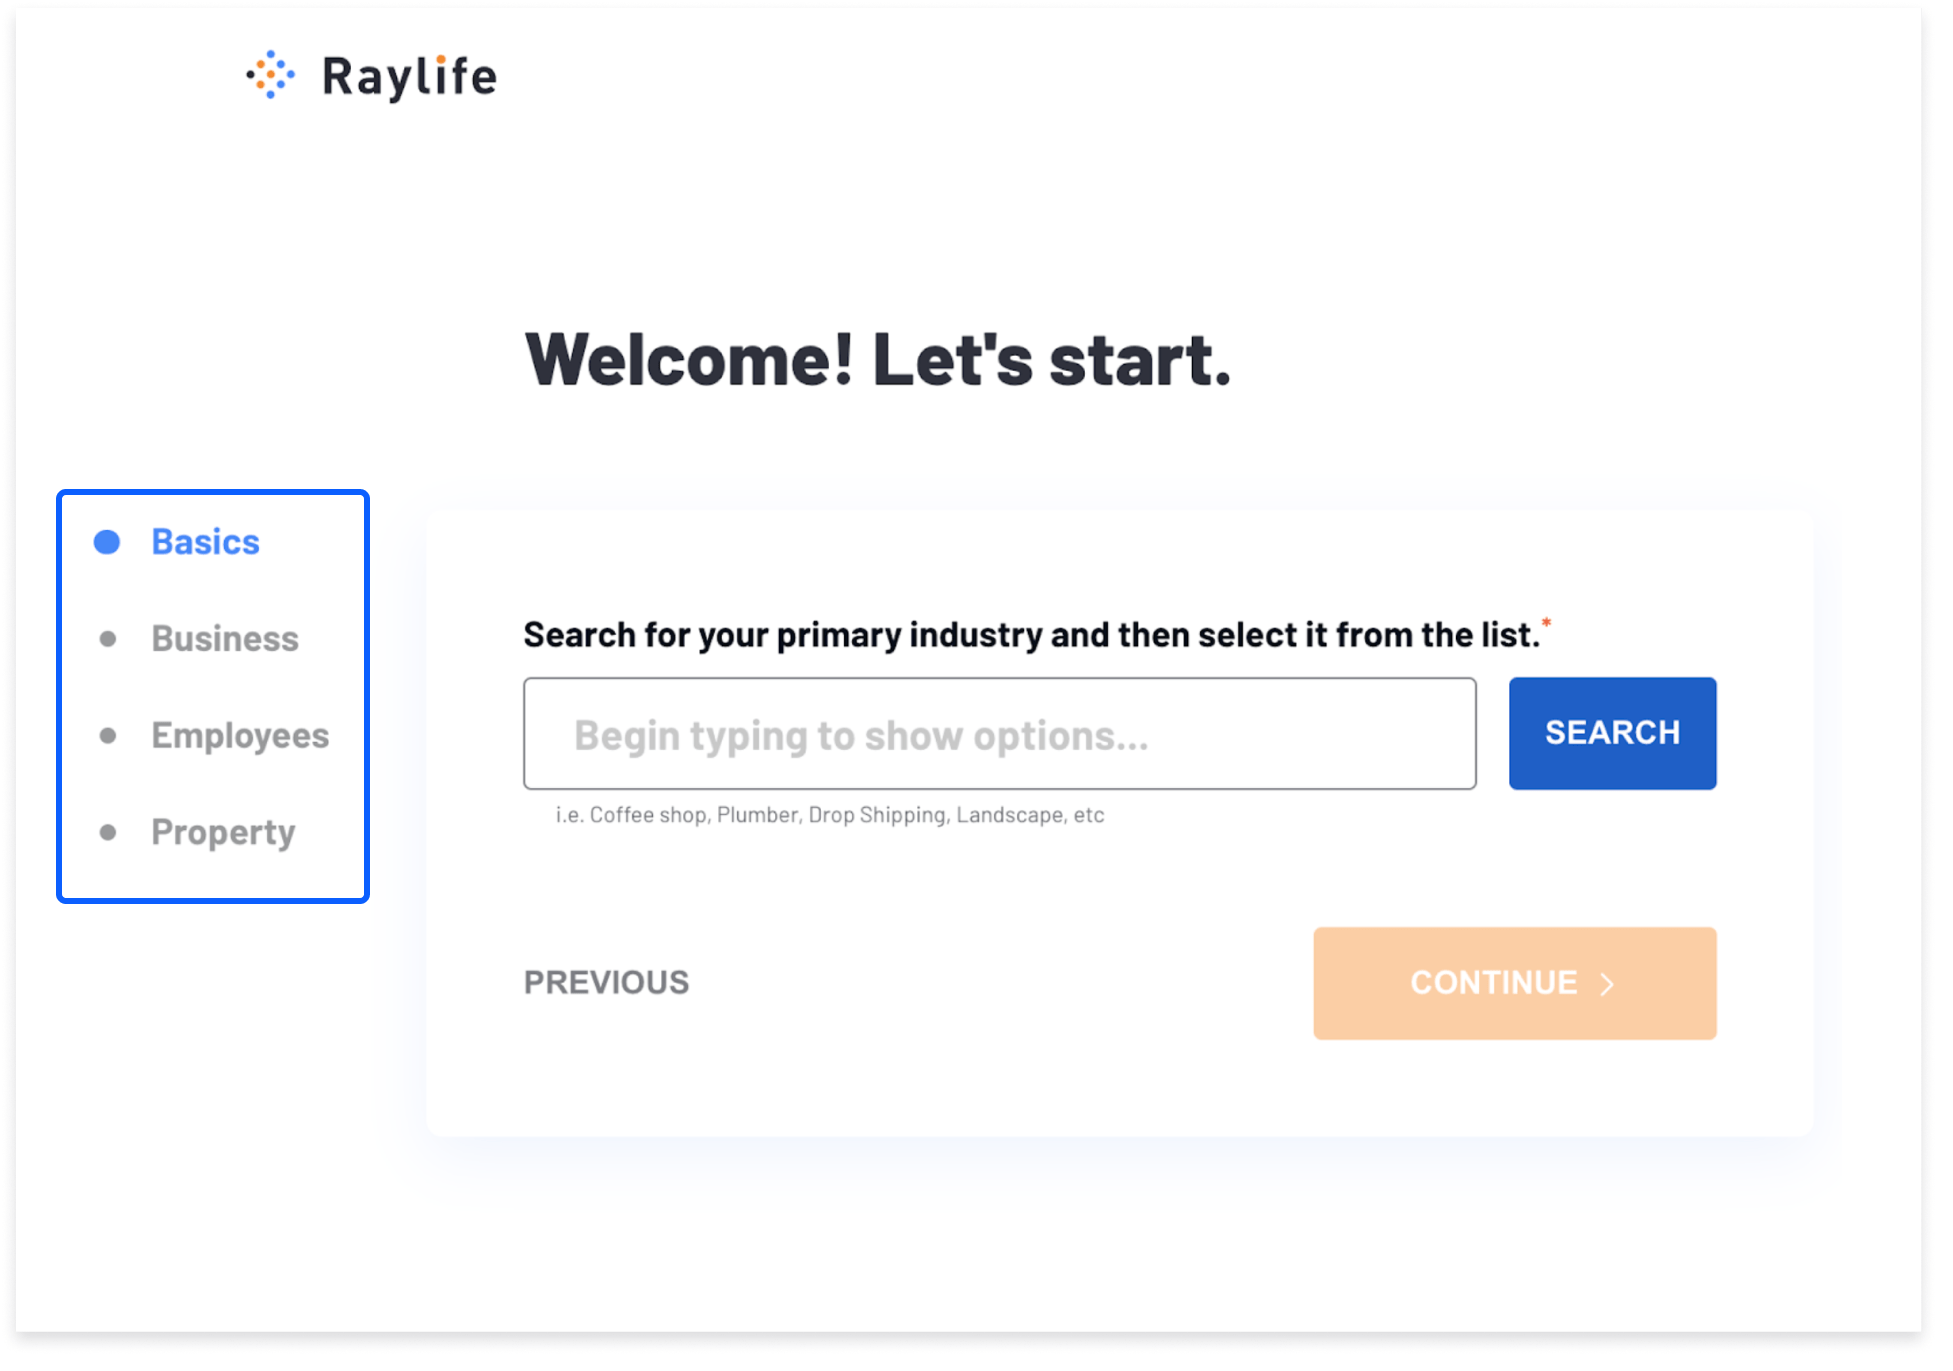 Raylife
Welcome! Let's start.
Basics
Business
Employees
Property
Search for your primary industry and then select it from the list.*
Begin typing to show options...
SEARCH
i.e. Coffee shop, Plumber, Drop Shipping, Landscape, etc
PREVIOUS
CONTINUE